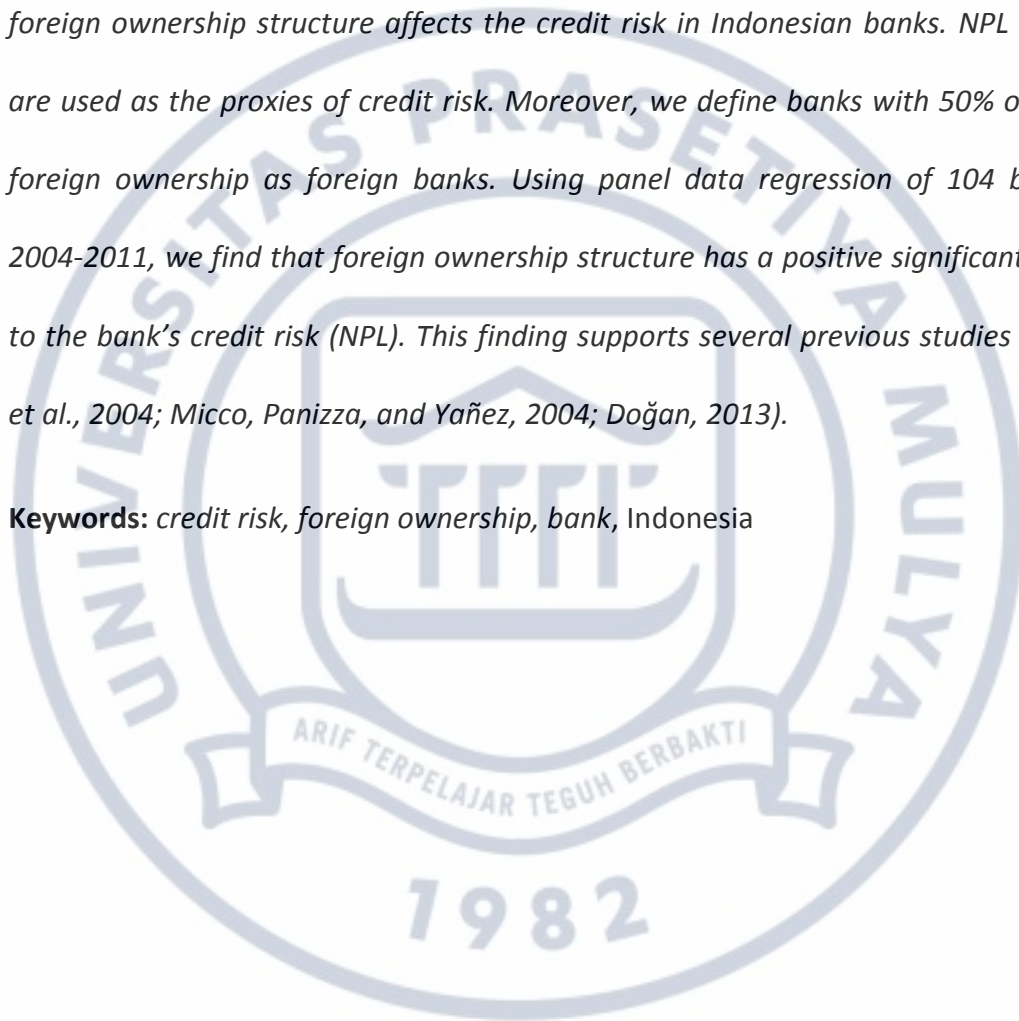 foreign ownership structure affects the credit risk in Indonesian banks. NPL
are used as the proxies of credit risk. Moreover, we define banks with 50% o
foreign ownership as foreign banks. Using panel data regression of 104 b
2004-2011, we find that foreign ownership structure has a positive significant
to the bank's credit risk (NPL). This finding supports several previous studies
et al., 2004; Micco, Panizza, and Yañez, 2004; Doğan, 2013).
Keywords: credit risk, foreign ownership, bank, Indonesia
UNIVERSITAS PRASETIYA MULYA
ARIF TERPELAJAR TEGUH BERBAKTI
1982